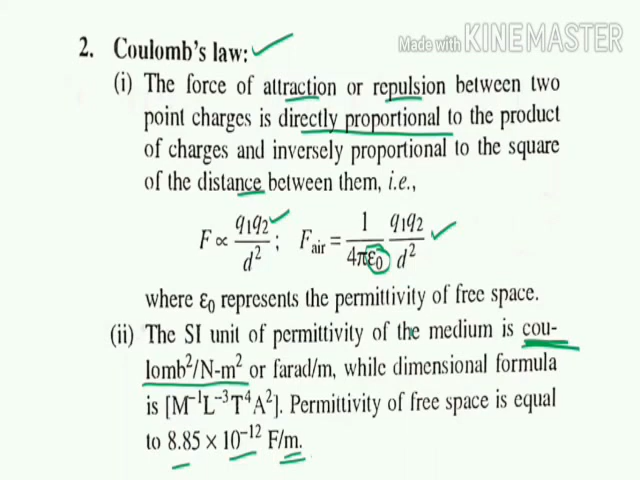 Made with KINEMASTER
2. Coulomb's law:
(i) The force of attraction or repulsion between two
point charges is directly proportional to the product
of charges and inversely proportional to the square
of the distance between them, i.e.,
F ∝ q₁q₂/d² ; F_air = 1/4πε₀ q₁q₂/d²
where ε₀ represents the permittivity of free space.
(ii) The SI unit of permittivity of the medium is cou-
lomb²/N-m² or farad/m, while dimensional formula
is [M⁻¹L⁻³T⁴A²]. Permittivity of free space is equal
to 8.85 × 10⁻¹² F/m.